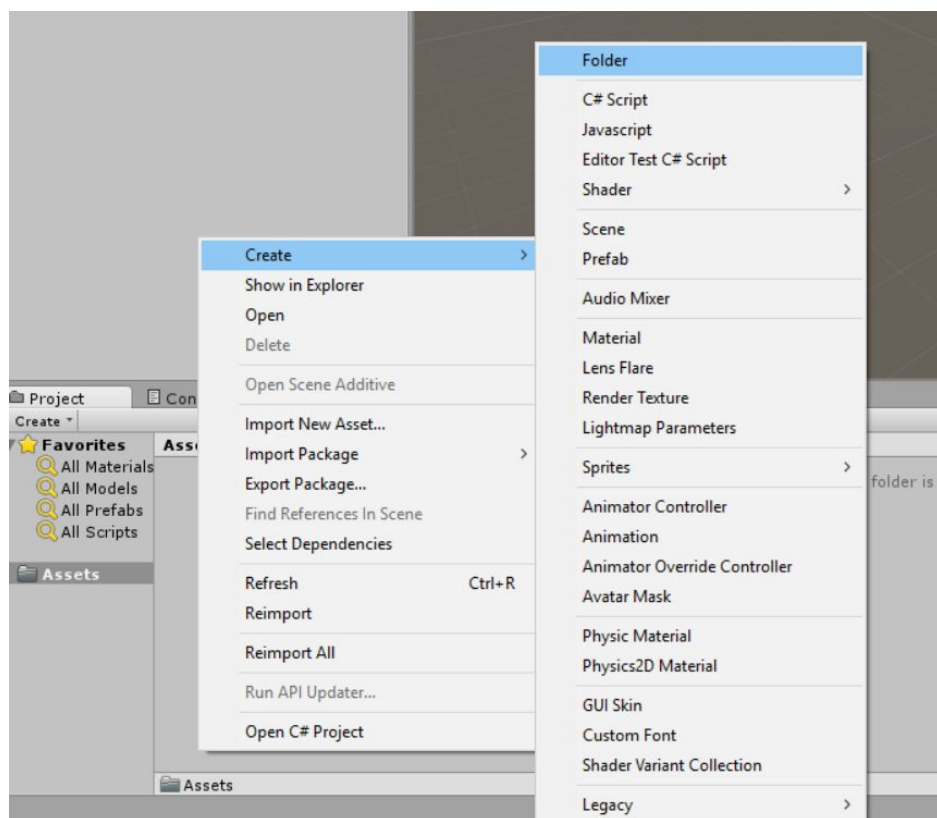 Folder
C# Script
Javascript
Editor Test C# Script
Shader
Scene
Prefab
Audio Mixer
Material
Lens Flare
Render Texture
Lightmap Parameters
Sprites
Animator Controller
Animation
Animator Override Controller
Avatar Mask
Physic Material
Physics2D Material
GUI Skin
Custom Font
Shader Variant Collection
Legacy
Create
Show in Explorer
Open
Delete
Open Scene Additive
Import New Asset...
Import Package
Export Package...
Find References In Scene
Select Dependencies
Refresh Ctrl+R
Reimport
Reimport All
Run API Updater...
Open C# Project
Project Con
Create
Favorites
All Materials
All Models
All Prefabs
All Scripts
Assets
Ass
folder is
Assets